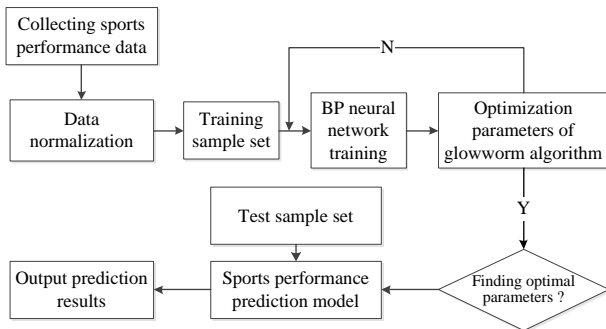 Collecting sports
performance data
N
Data
normalization
Training
sample set
BP neural
network
training
Optimization
parameters of
glowworm algorithm
Y
Test sample set
Output prediction
results
Sports performance
prediction model
Finding optimal
parameters ?